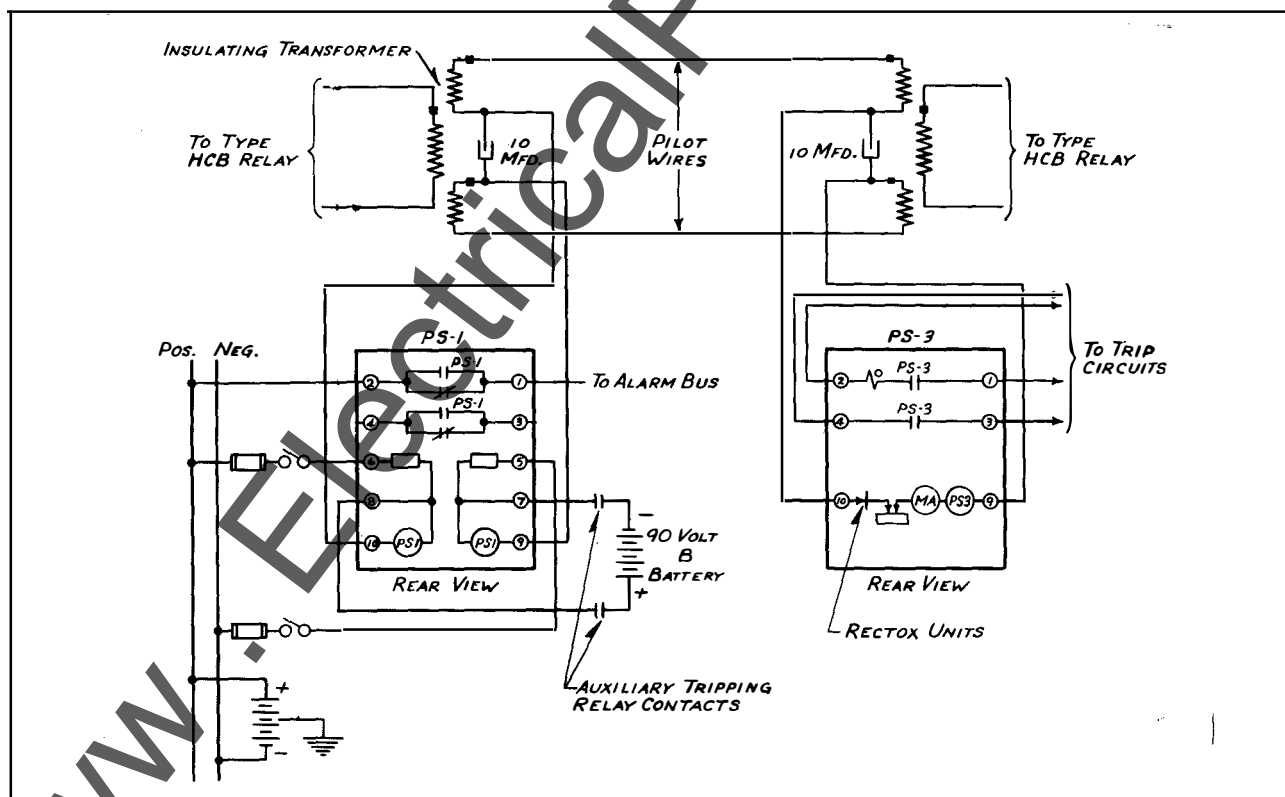 INSULATING TRANSFORMER
TO TYPE
HCB RELAY
10
MFD.
PILOT
WIRES
10 MFD.
TO TYPE
HCB RELAY
POS. NEG.
PS-1
PS-1
2
1
TO ALARM BUS
PS-1
4
3
6
5
8
7
10
PS1
PS1
9
REAR VIEW
-
90 VOLT
B
BATTERY
+
PS-3
PS-3
2
1
PS-3
4
3
10
MA
PS3
9
REAR VIEW
TO TRIP
CIRCUITS
RECTOX UNITS
AUXILIARY TRIPPING
RELAY CONTACTS
+
-
www.ElectricalP